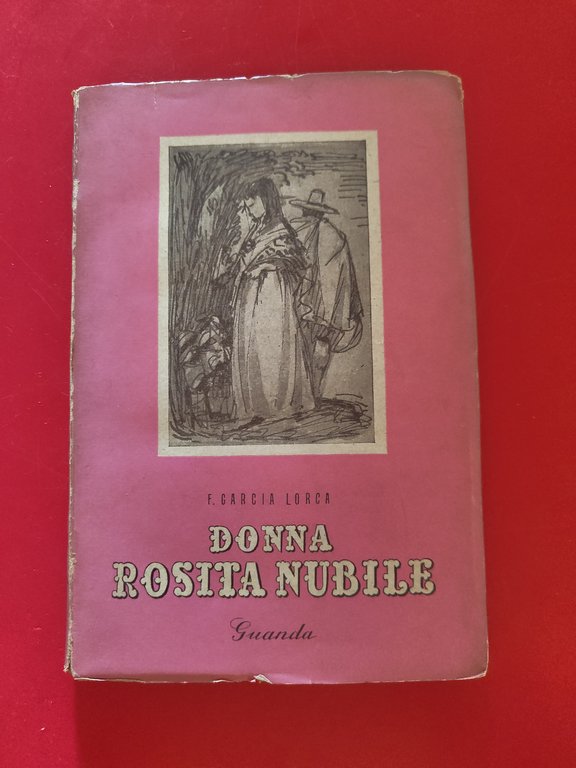 F. GARCIA LORCA
DONNA
ROSITA NUBILE
Guanda